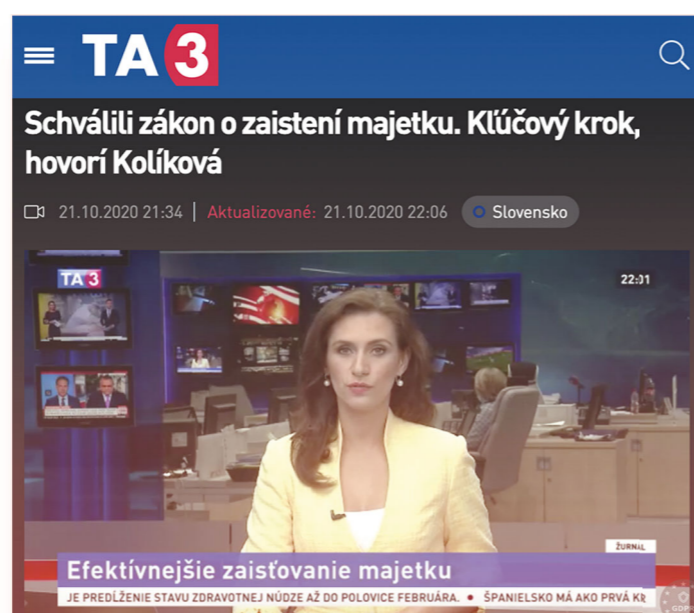 TA3
Schválili zákon o zaistení majetku. Kľúčový krok,
hovorí Kolíková
21.10.2020 21:34 | Aktualizované: 21.10.2020 22:06 Slovensko
TA3
22:01
ŽURNÁL
Efektívnejšie zaisťovanie majetku
JE PREDĹŽENIE STAVU ZDRAVOTNEJ NÚDZE AŽ DO POLOVICE FEBRUÁRA. • ŠPANIELSKO MÁ AKO PRVÁ
GDPR